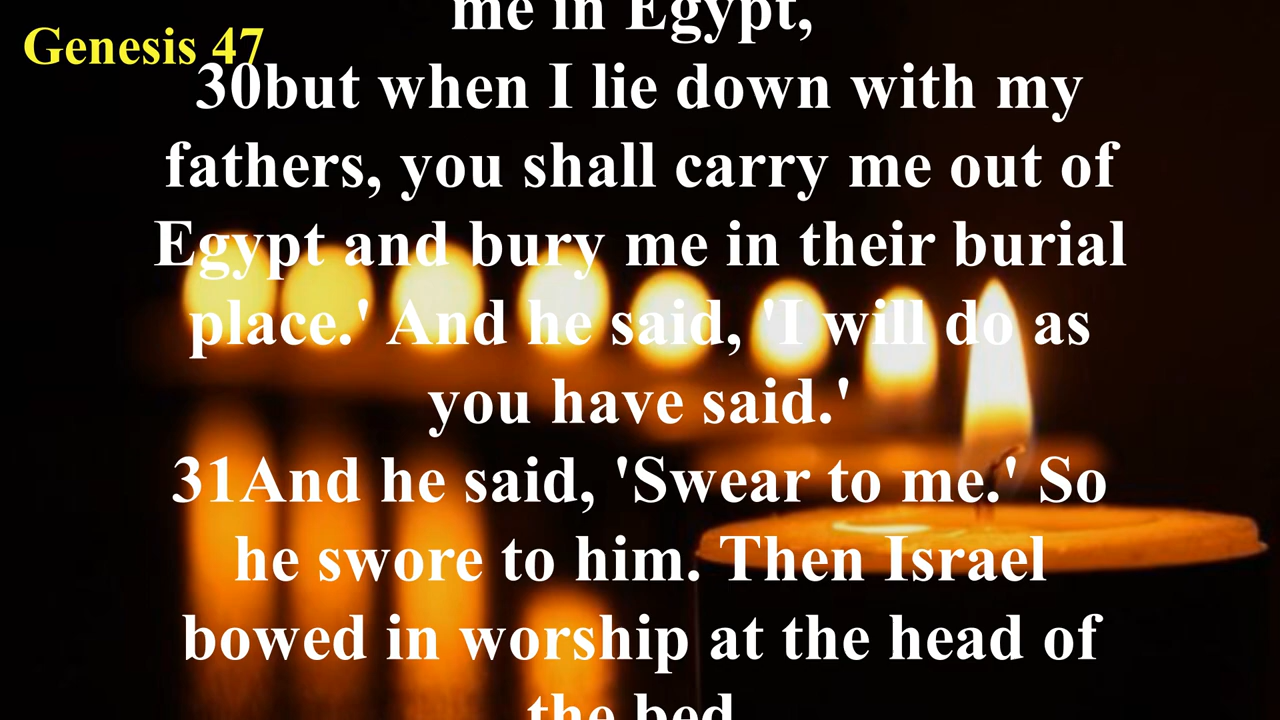 me in Egypt,
Genesis 47
30but when I lie down with my
fathers, you shall carry me out of
Egypt and bury me in their burial
place.' And he said, 'I will do as
you have said.'
31And he said, 'Swear to me.' So
he swore to him. Then Israel
bowed in worship at the head of
the bed